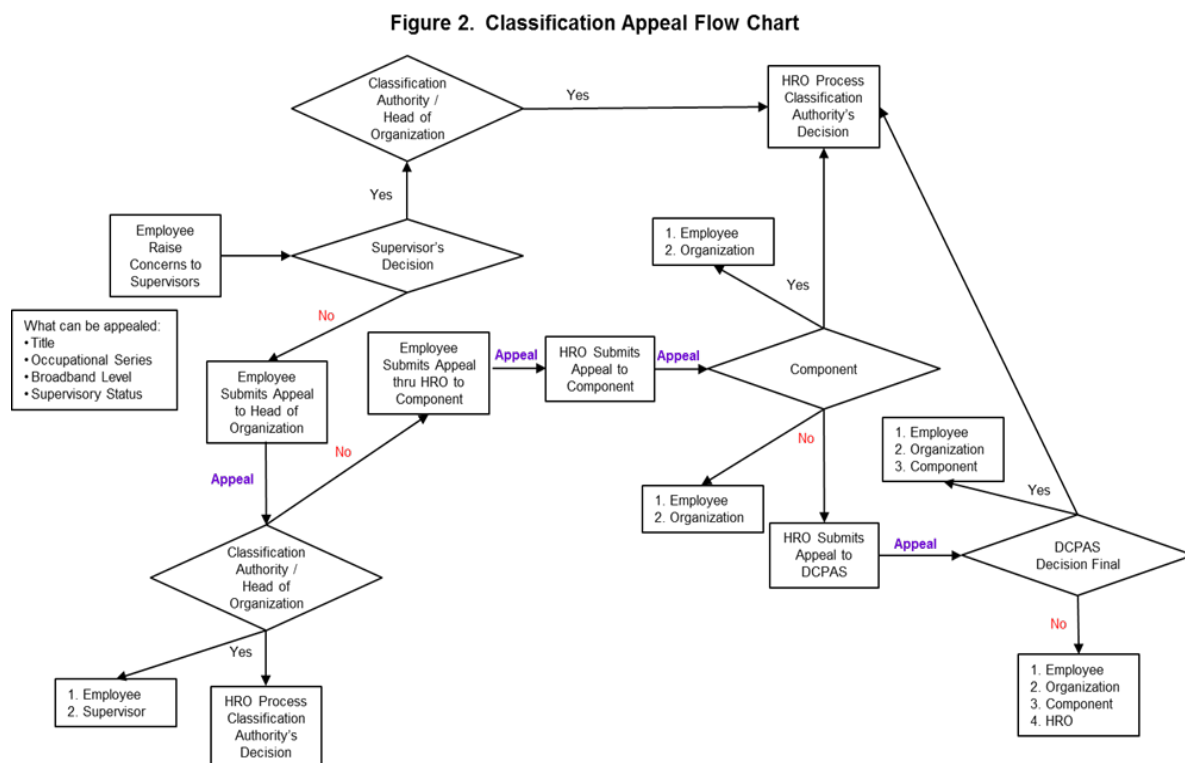 Figure 2. Classification Appeal Flow Chart
Classification
Authority /
Head of
Organization
Yes
HRO Process
Classification
Authority's
Decision
Yes
Employee
Raise
Concerns to
Supervisors
Supervisor's
Decision
1. Employee
2. Organization
Yes
No
What can be appealed:
• Title
• Occupational Series
• Broadband Level
• Supervisory Status
Employee
Submits Appeal
to Head of
Organization
Employee
Submits Appeal
thru HRO to
Component
Appeal
HRO Submits
Appeal to
Component
Appeal
Component
No
Appeal
No
1. Employee
2. Organization
1. Employee
2. Organization
3. Component
Yes
Classification
Authority /
Head of
Organization
HRO Submits
Appeal to
DCPAS
Appeal
DCPAS
Decision Final
Yes
No
1. Employee
2. Supervisor
HRO Process
Classification
Authority's
Decision
1. Employee
2. Organization
3. Component
4. HRO